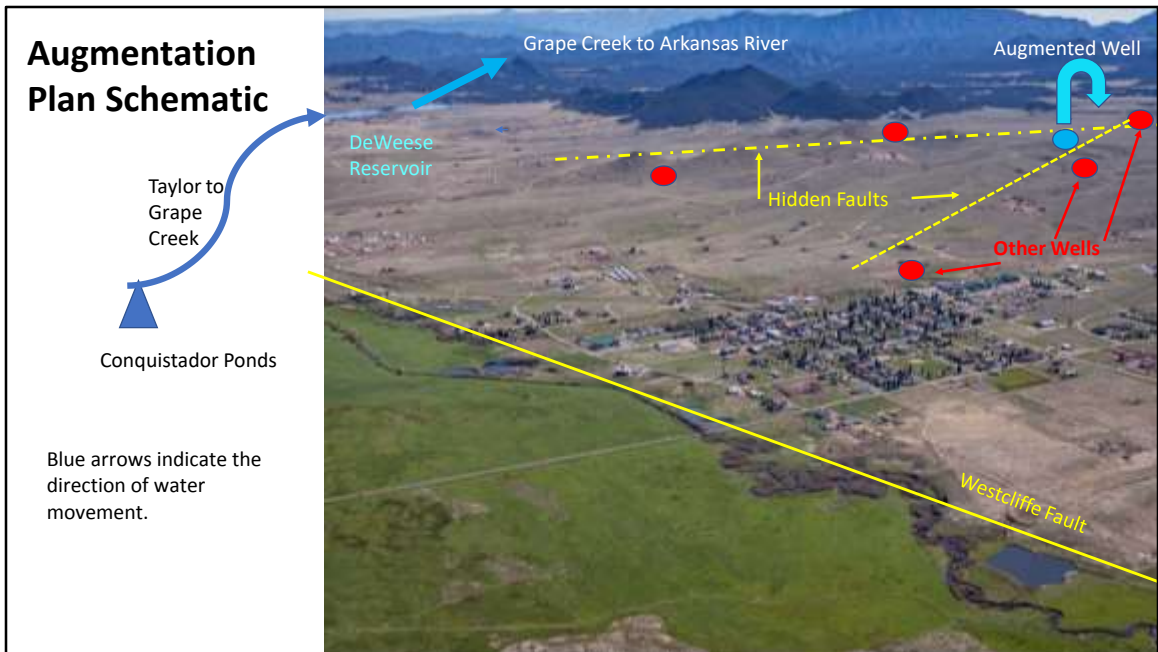 Augmentation
Plan Schematic
Grape Creek to Arkansas River
Augmented Well
DeWeese
Reservoir
Taylor to
Grape
Creek
Hidden Faults
Other Wells
Conquistador Ponds
Blue arrows indicate the
direction of water
movement.
Westcliffe Fault